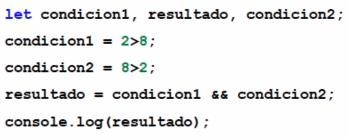 let condicion1, resultado, condicion2;
condicion1 = 2>8;
condicion2 = 8>2;
resultado = condicion1 && condicion2;
console.log(resultado);